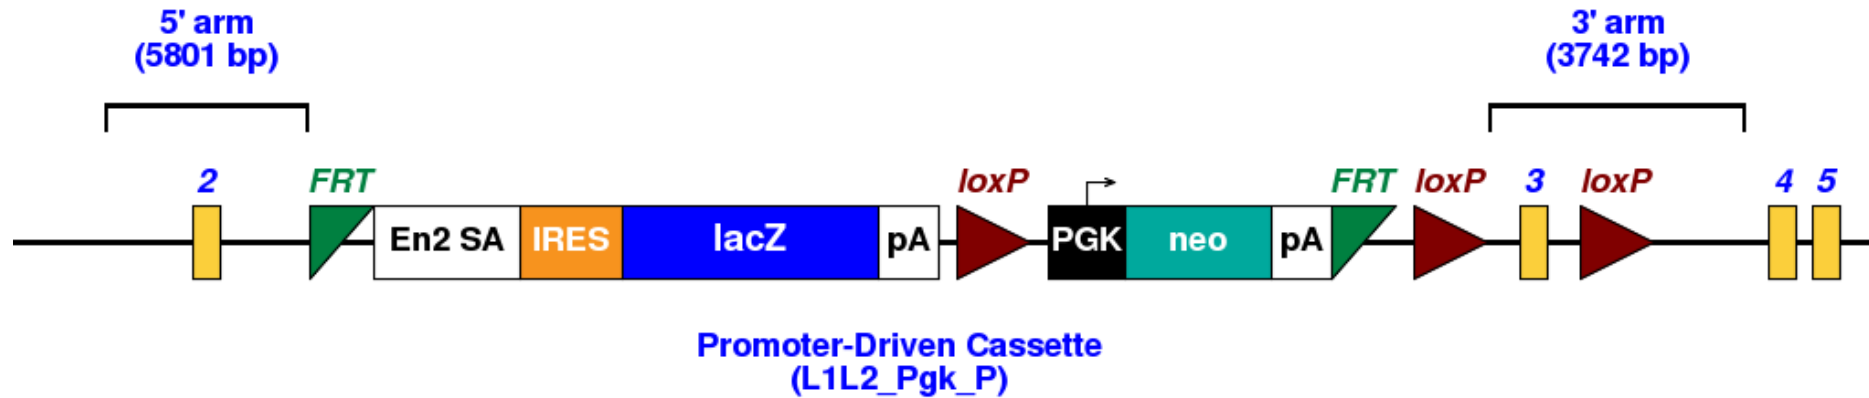 5' arm
(5801 bp)
3' arm
(3742 bp)
2 FRT loxP FRT loxP 3 loxP 4 5
En2 SA IRES lacZ pA PGK neo pA
Promoter-Driven Cassette
(L1L2_Pgk_P)